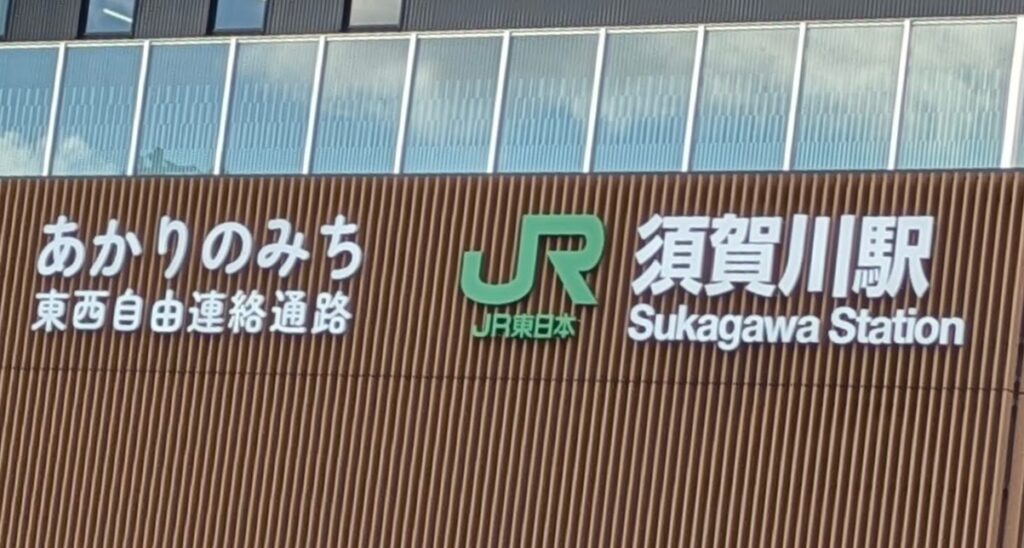 あかりのみち
東西自由連絡通路
JR
JR東日本
須賀川駅
Sukagawa Station